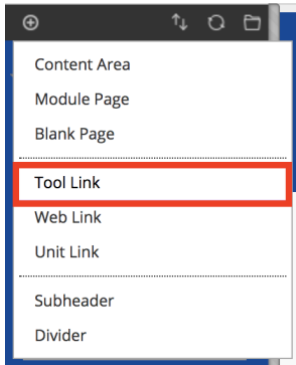 Content Area
Module Page
Blank Page
Tool Link
Web Link
Unit Link
Subheader
Divider